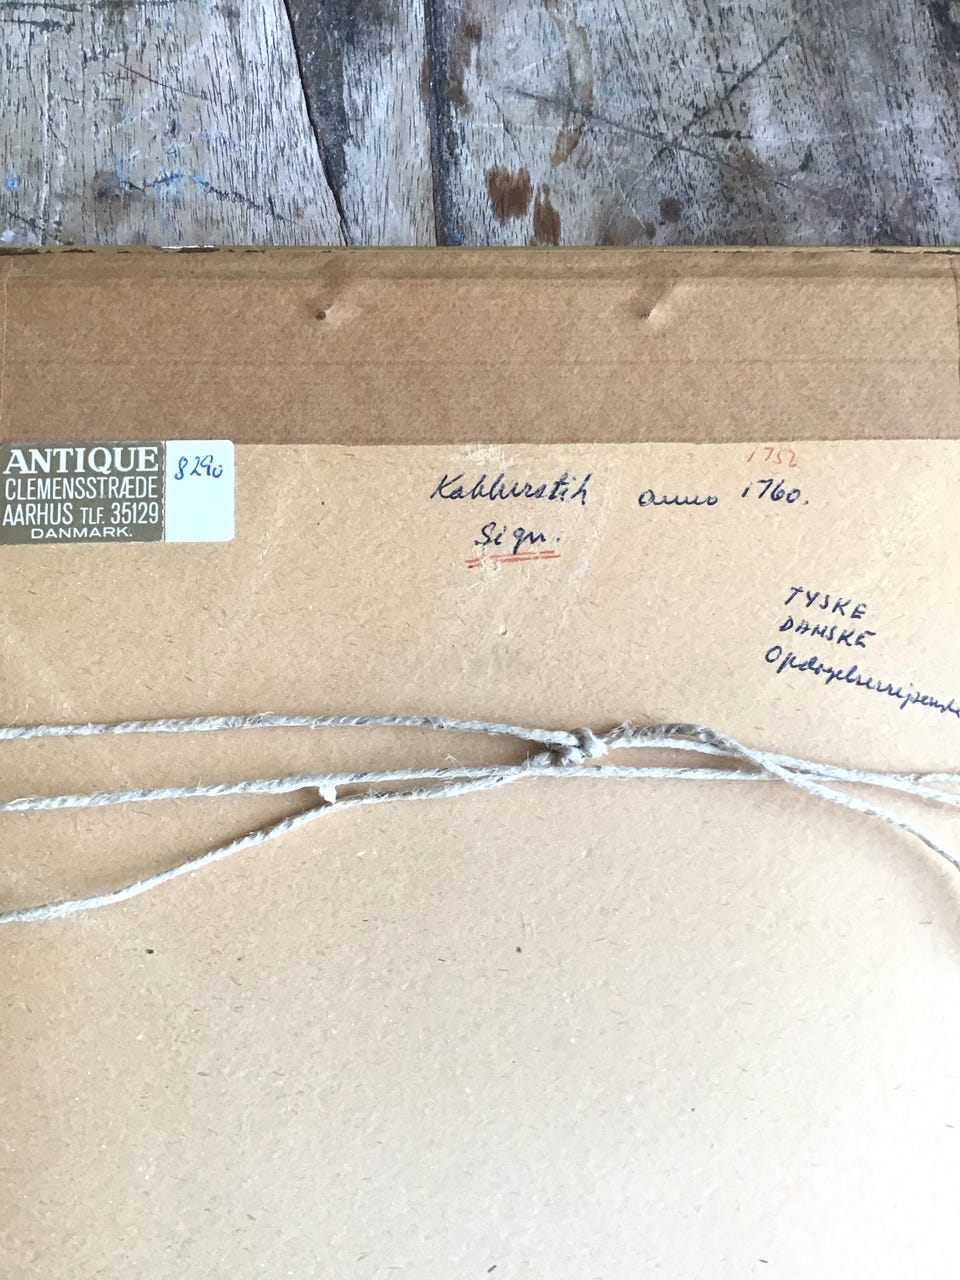 ANTIQUE
CLEMENSSTRÆDE
AARHUS TLF. 35129
DANMARK.
8290
1752
Kobberstik anno 1760.
Sign.
TYSKE
DANSKE